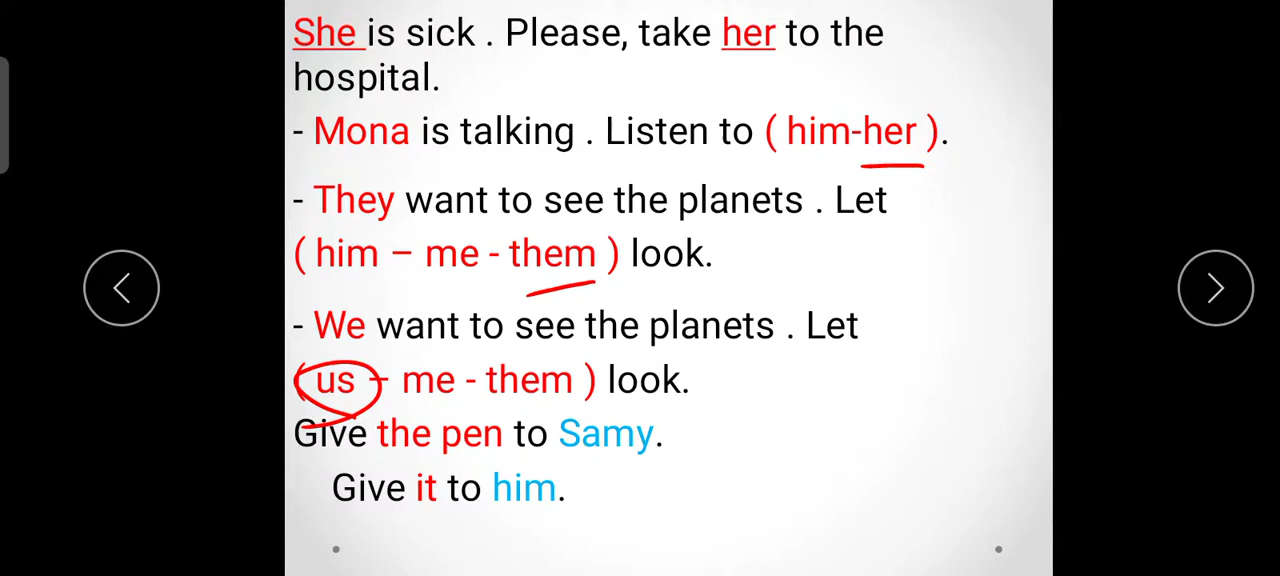 She is sick . Please, take her to the
hospital.
- Mona is talking . Listen to ( him-her ).
- They want to see the planets . Let
( him – me - them ) look.
- We want to see the planets . Let
( us – me - them ) look.
Give the pen to Samy.
Give it to him.